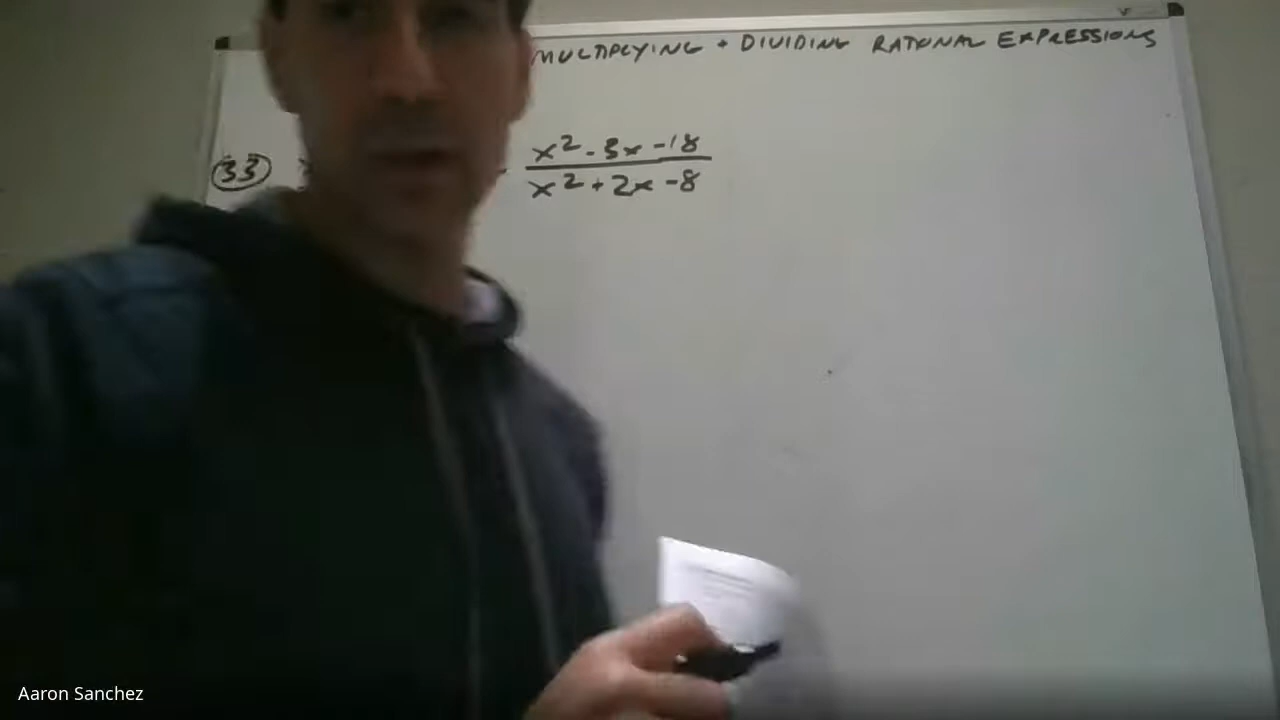 MULTIPLYING + DIVIDING RATIONAL EXPRESSIONS
33
x² - 3x - 18
x² + 2x - 8
Aaron Sanchez